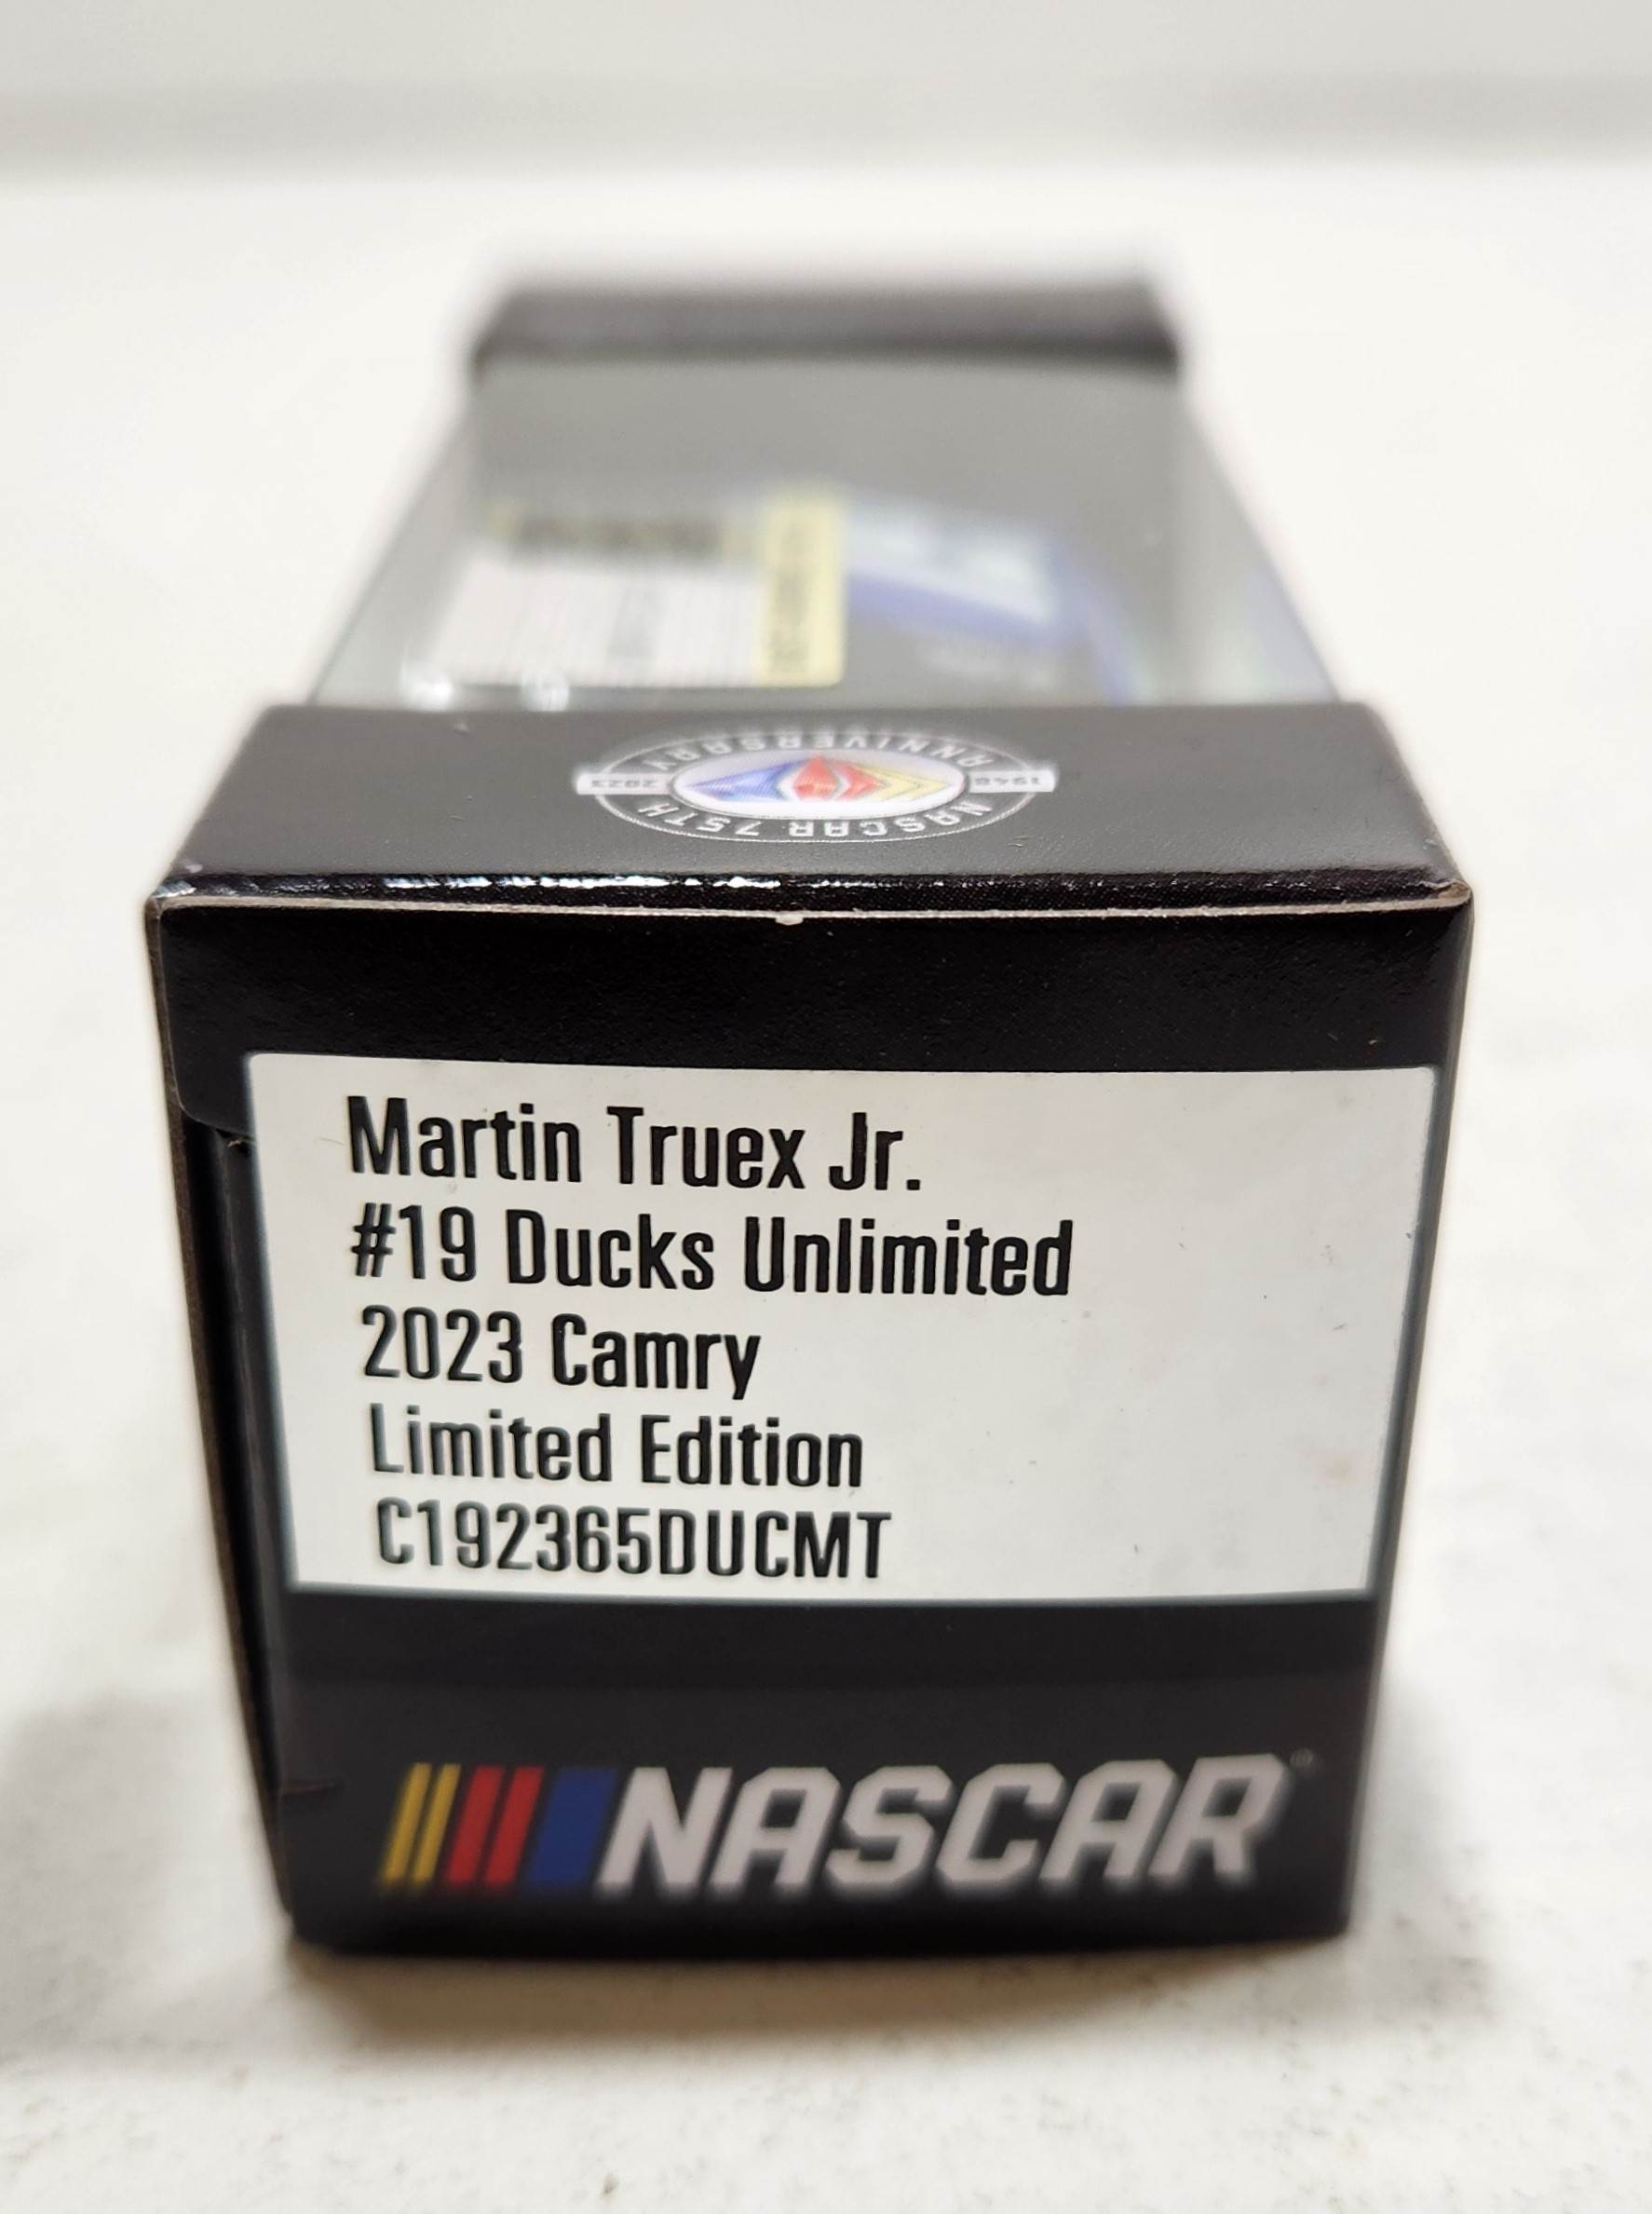 NASCAR 75TH
1948 2023
ANNIVERSARY
Martin Truex Jr.
#19 Ducks Unlimited
2023 Camry
Limited Edition
C192365DUCMT
NASCAR